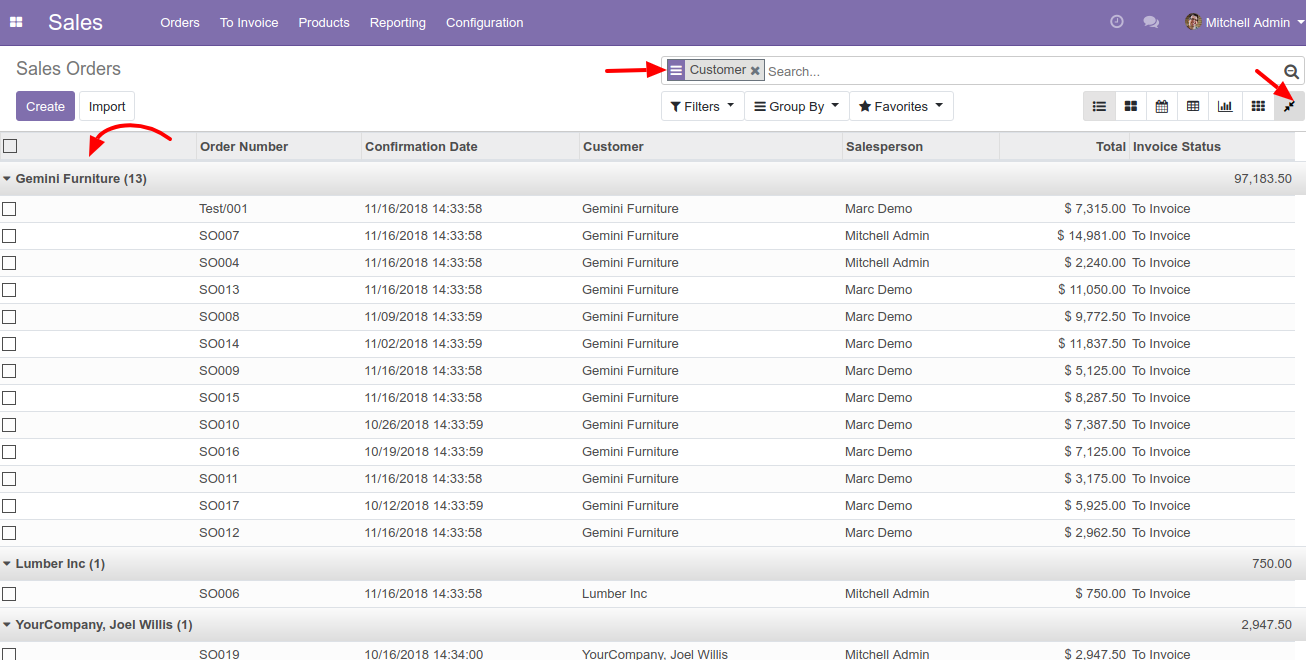 Sales Orders To Invoice Products Reporting Configuration Mitchell Admin
Sales Orders Customer Search...
Create Import Filters Group By Favorites
Order Number Confirmation Date Customer Salesperson Total Invoice Status
Gemini Furniture (13) 97,183.50
Test/001 11/16/2018 14:33:58 Gemini Furniture Marc Demo $ 7,315.00 To Invoice
SO007 11/16/2018 14:33:58 Gemini Furniture Mitchell Admin $ 14,981.00 To Invoice
SO004 11/16/2018 14:33:58 Gemini Furniture Mitchell Admin $ 2,240.00 To Invoice
SO013 11/16/2018 14:33:58 Gemini Furniture Marc Demo $ 11,050.00 To Invoice
SO008 11/09/2018 14:33:59 Gemini Furniture Marc Demo $ 9,772.50 To Invoice
SO014 11/02/2018 14:33:59 Gemini Furniture Marc Demo $ 11,837.50 To Invoice
SO009 11/16/2018 14:33:58 Gemini Furniture Marc Demo $ 5,125.00 To Invoice
SO015 11/16/2018 14:33:58 Gemini Furniture Marc Demo $ 8,287.50 To Invoice
SO010 10/26/2018 14:33:59 Gemini Furniture Marc Demo $ 7,387.50 To Invoice
SO016 10/19/2018 14:33:59 Gemini Furniture Marc Demo $ 7,125.00 To Invoice
SO011 11/16/2018 14:33:58 Gemini Furniture Marc Demo $ 3,175.00 To Invoice
SO017 10/12/2018 14:33:59 Gemini Furniture Marc Demo $ 5,925.00 To Invoice
SO012 11/16/2018 14:33:58 Gemini Furniture Marc Demo $ 2,962.50 To Invoice
Lumber Inc (1) 750.00
SO006 11/16/2018 14:33:58 Lumber Inc Mitchell Admin $ 750.00 To Invoice
YourCompany, Joel Willis (1) 2,947.50
SO019 10/16/2018 14:34:00 YourCompany, Joel Willis Mitchell Admin $ 2,947.50 To Invoice